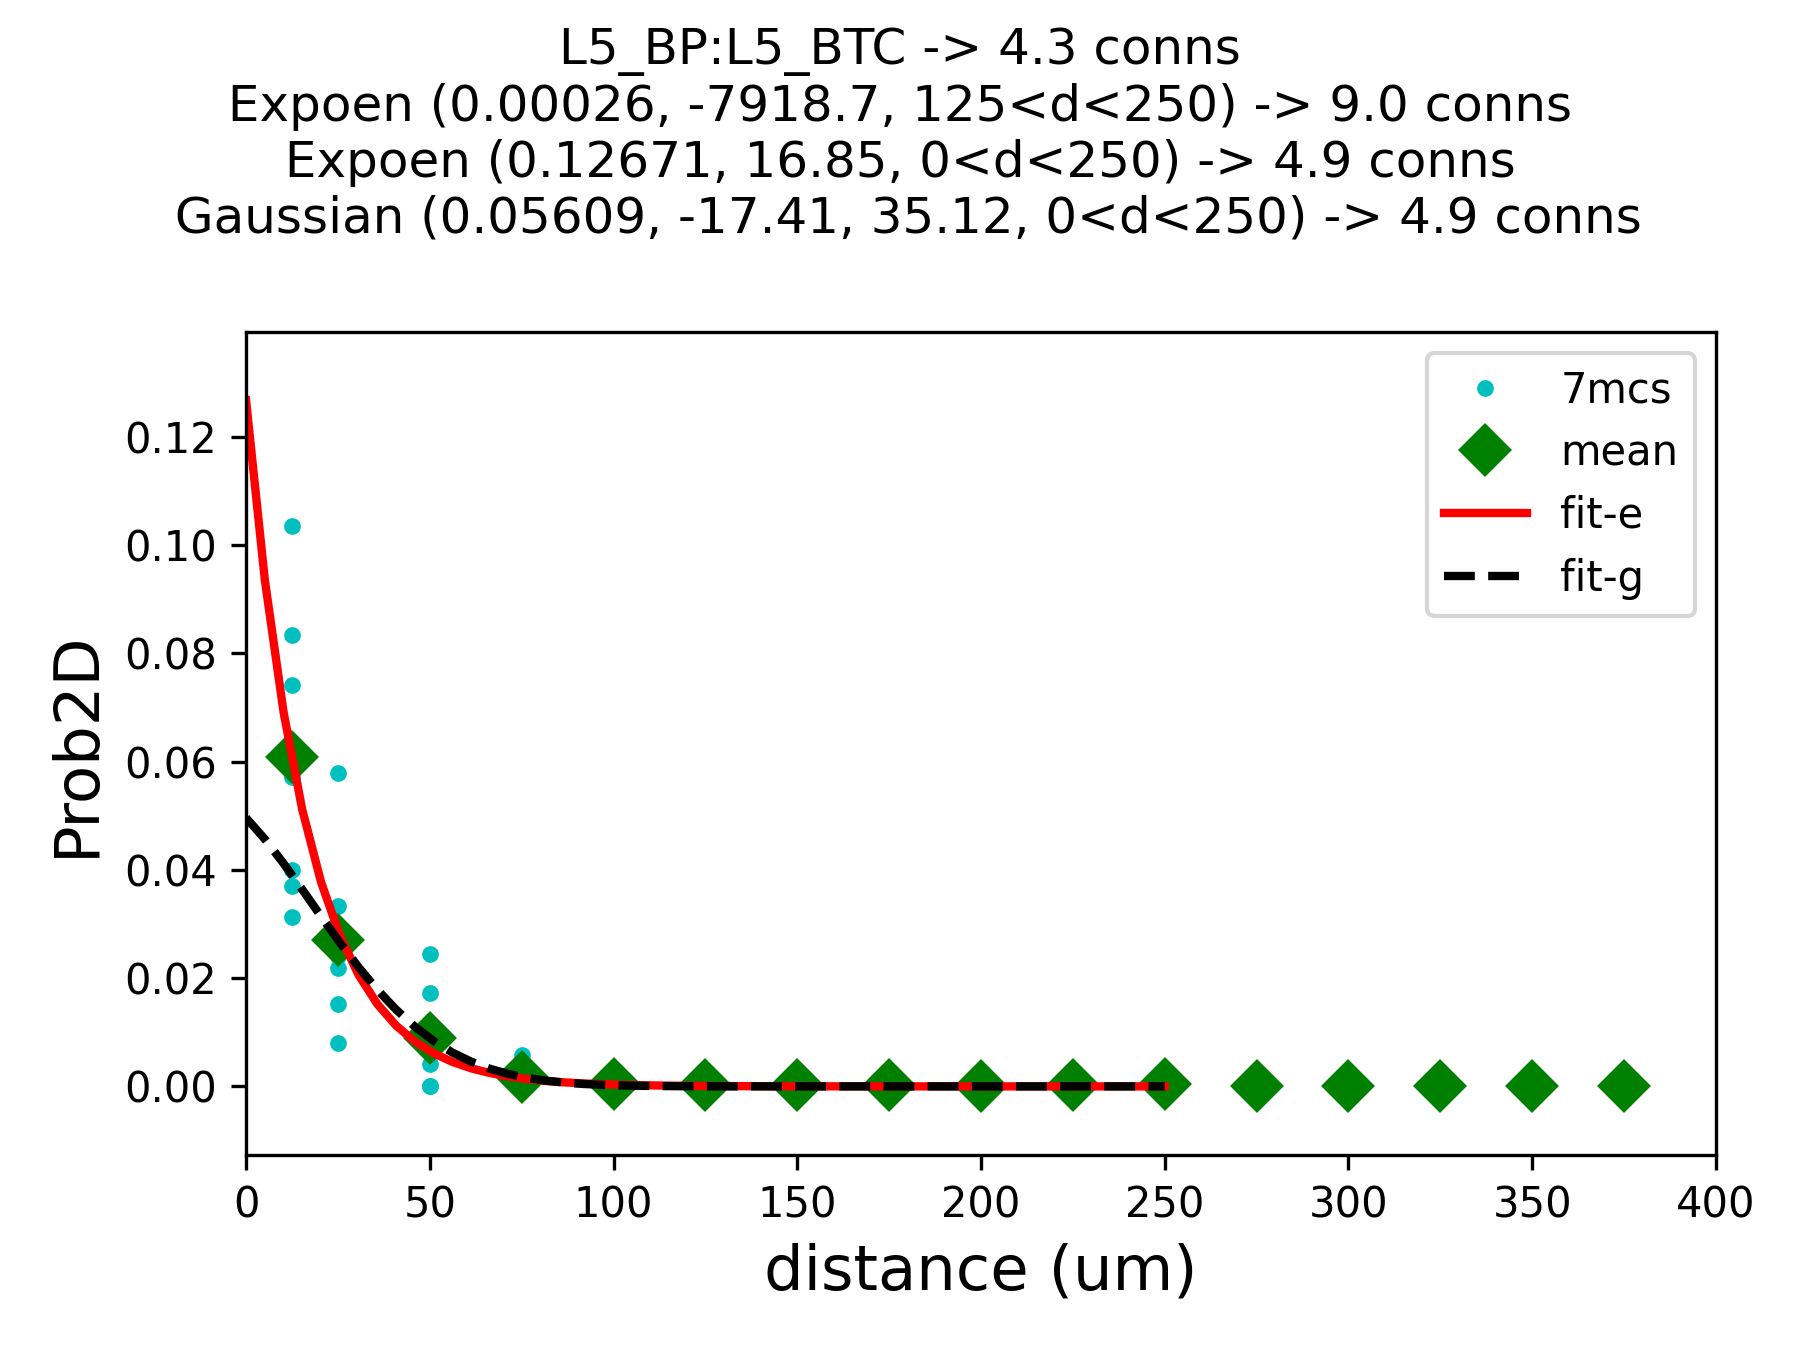 L5_BP:L5_BTC -> 4.3 conns
Expoen (0.00026, -7918.7, 125<d<250) -> 9.0 conns
Expoen (0.12671, 16.85, 0<d<250) -> 4.9 conns
Gaussian (0.05609, -17.41, 35.12, 0<d<250) -> 4.9 conns
7mcs
mean
fit-e
fit-g
Prob2D
0.12
0.10
0.08
0.06
0.04
0.02
0.00
0 50 100 150 200 250 300 350 400
distance (um)